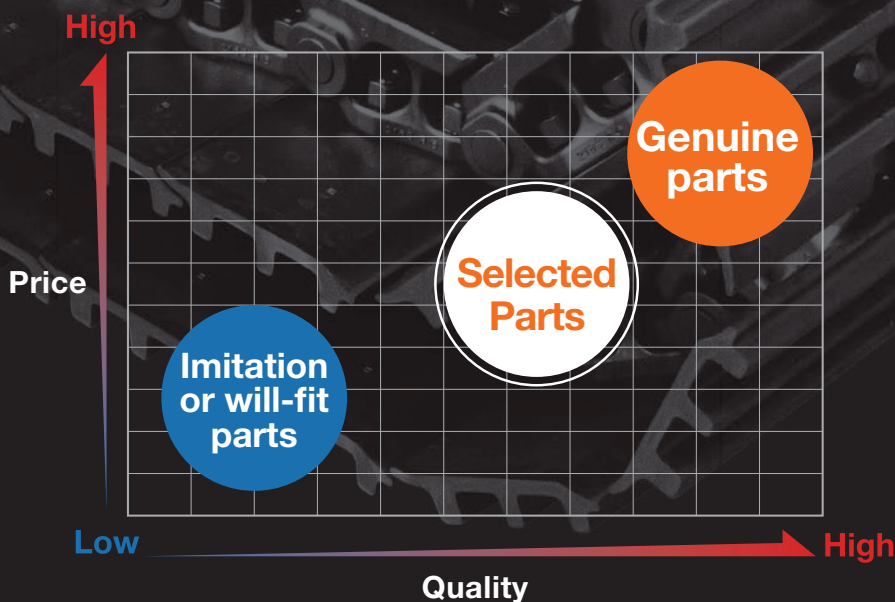 High
Genuine
parts
Price
Selected
Parts
Imitation
or will-fit
parts
Low
High
Quality